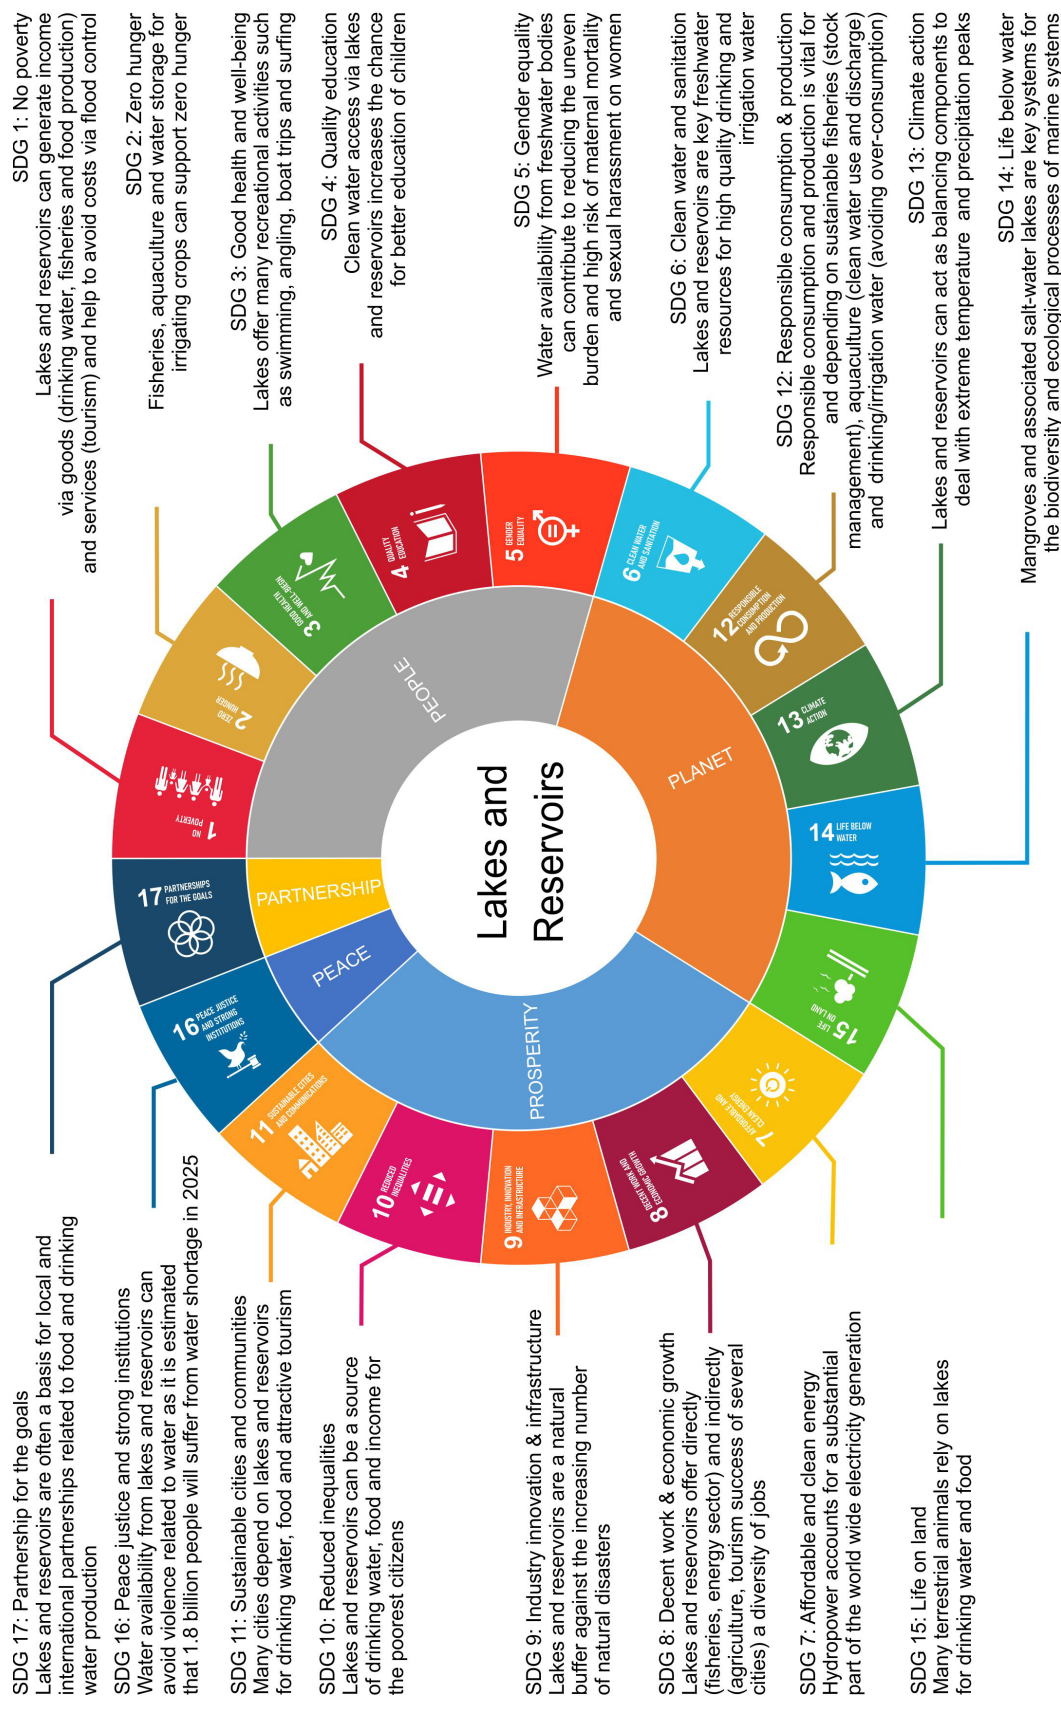 SDG 17: Partnership for the goals
Lakes and reservoirs are often a basis for local and
international partnerships related to food and drinking
water production
SDG 16: Peace justice and strong institutions
Water availability from lakes and reservoirs can
avoid violence related to water as it is estimated
that 1.8 billion people will suffer from water shortage in 2025
SDG 11: Sustainable cities and communities
Many cities depend on lakes and reservoirs
for drinking water, food and attractive tourism
SDG 10: Reduced inequalities
Lakes and reservoirs can be a source
of drinking water, food and income for
the poorest citizens
SDG 9: Industry innovation & infrastructure
Lakes and reservoirs are a natural
buffer against the increasing number
of natural disasters
SDG 8: Decent work & economic growth
Lakes and reservoirs offer directly
(fisheries, energy sector) and indirectly
(agriculture, tourism success of several
cities) a diversity of jobs
SDG 7: Affordable and clean energy
Hydropower accounts for a substantial
part of the world wide electricity generation
SDG 15: Life on land
Many terrestrial animals rely on lakes
for drinking water and food
17 PARTNERSHIPS
FOR THE GOALS
16 PEACE JUSTICE
AND STRONG
INSTITUTIONS
11 SUSTAINABLE CITIES
AND COMMUNICATIONS
10 REDUCED
INEQUALITIES
9 INDUSTRY, INNOVATION
AND INFRASTRUCTURE
8 DECENT WORK AND
ECONOMIC GROWTH
7 AFFORDABLE AND
CLEAN ENERGY
15 LIFE
ON LAND
14 LIFE BELOW
WATER
13 CLIMATE
ACTION
12 RESPONSIBLE
CONSUMPTION
AND PRODUCTION
6 CLEAN WATER
AND SANITATION
5 GENDER
EQUALITY
4 QUALITY
EDUCATION
3 GOOD HEALTH
AND WELL-BEGIN
2 ZERO
HUNGER
1 NO
POVERTY
PARTNERSHIP
PEACE
PROSPERITY
PLANET
PEOPLE
Lakes and
Reservoirs
SDG 1: No poverty
Lakes and reservoirs can generate income
via goods (drinking water, fisheries and food production)
and services (tourism) and help to avoid costs via flood control
SDG 2: Zero hunger
Fisheries, aquaculture and water storage for
irrigating crops can support zero hunger
SDG 3: Good health and well-being
Lakes offer many recreational activities such
as swimming, angling, boat trips and surfing
SDG 4: Quality education
Clean water access via lakes
and reservoirs increases the chance
for better education of children
SDG 5: Gender equality
Water availability from freshwater bodies
can contribute to reducing the uneven
burden and high risk of maternal mortality
and sexual harassment on women
SDG 6: Clean water and sanitation
Lakes and reservoirs are key freshwater
resources for high quality drinking and
irrigation water
SDG 12: Responsible consumption & production
Responsible consumption and production is vital for
and depending on sustainable fisheries (stock
management), aquaculture (clean water use and discharge)
and drinking/irrigation water (avoiding over-consumption)
SDG 13: Climate action
Lakes and reservoirs can act as balancing components to
deal with extreme temperature and precipitation peaks
SDG 14: Life below water
Mangroves and associated salt-water lakes are key systems for
the biodiversity and ecological processes of marine systems